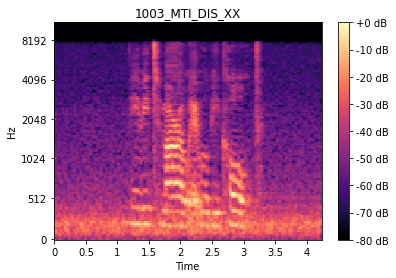 1003_MTI_DIS_XX
+0 dB
8192
-10 dB
4096
-20 dB
-30 dB
2048
Hz
-40 dB
1024
-50 dB
512
-60 dB
-70 dB
0
-80 dB
0 0.5 1 1.5 2 2.5 3 3.5 4
Time